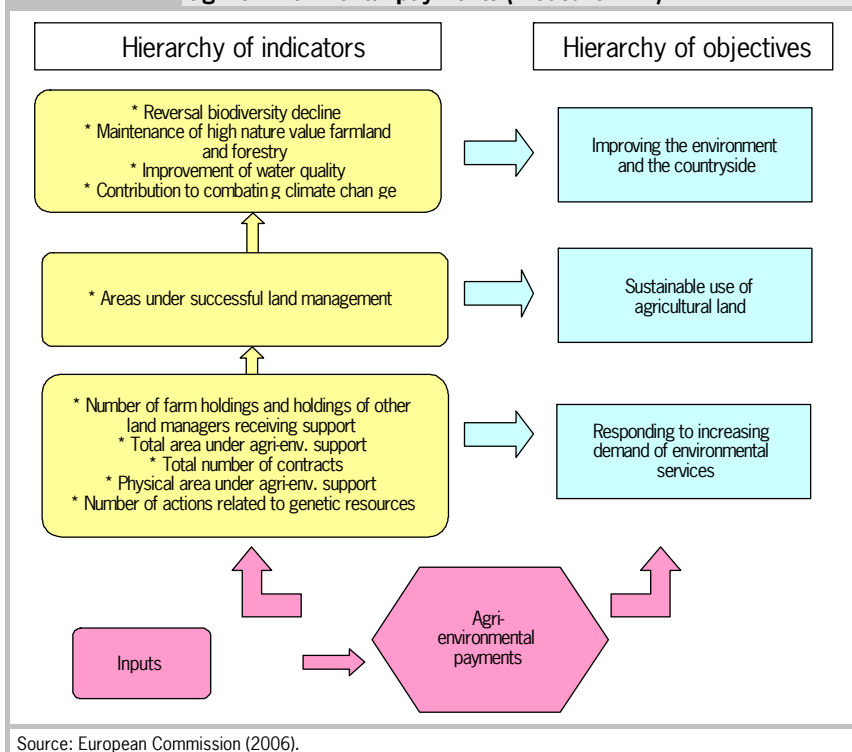 Hierarchy of indicators
Hierarchy of objectives
* Reversal biodiversity decline
* Maintenance of high nature value farmland
and forestry
* Improvement of water quality
* Contribution to combating climate chan ge
Improving the environment
and the countryside
* Areas under successful land management
Sustainable use of
agricultural land
* Number of farm holdings and holdings of other
land managers receiving support
* Total area under agri-env. support
* Total number of contracts
* Physical area under agri-env. support
* Number of actions related to genetic resources
Responding to increasing
demand of environmental
services
Agri-
environmental
payments
Inputs
Source: European Commission (2006).